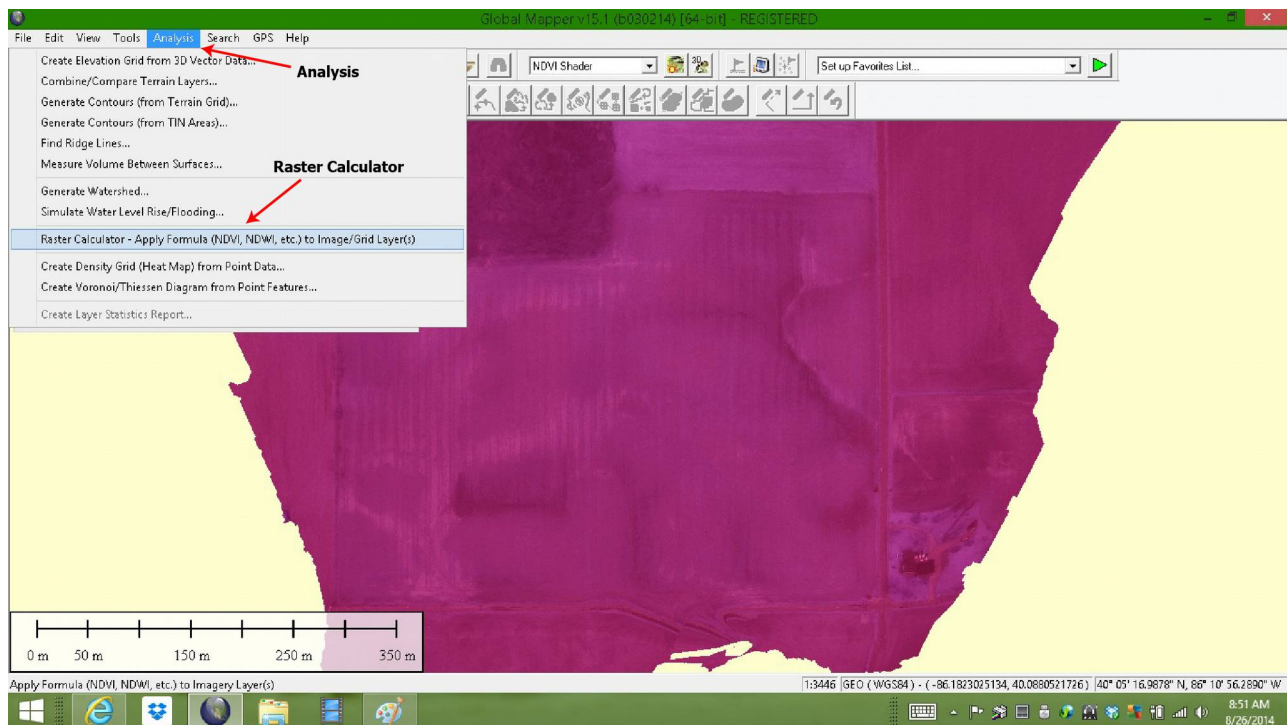 Global Mapper v15.1 (b030214) [64-bit] - REGISTERED
File Edit View Tools Analysis Search GPS Help
Create Elevation Grid from 3D Vector Data...
Analysis
NDVI Shader
Set up Favorites List...
Combine/Compare Terrain Layers...
Generate Contours (from Terrain Grid)...
Generate Contours (from TIN Areas)...
Find Ridge Lines...
Measure Volume Between Surfaces...
Raster Calculator
Generate Watershed...
Simulate Water Level Rise/Flooding...
Raster Calculator - Apply Formula (NDVI, NDWI, etc.) to Image/Grid Layer(s)
Create Density Grid (Heat Map) from Point Data...
Create Voronoi/Thiessen Diagram from Point Features...
Create Layer Statistics Report...
0 m 50 m 150 m 250 m 350 m
Apply Formula (NDVI, NDWI, etc.) to Imagery Layer(s)
1:3446 GEO ( WGS84 ) - ( -86.1823025134, 40.0880521726 ) 40° 05' 16.9878" N, 86° 10' 56.2890" W
8:51 AM
8/26/2014